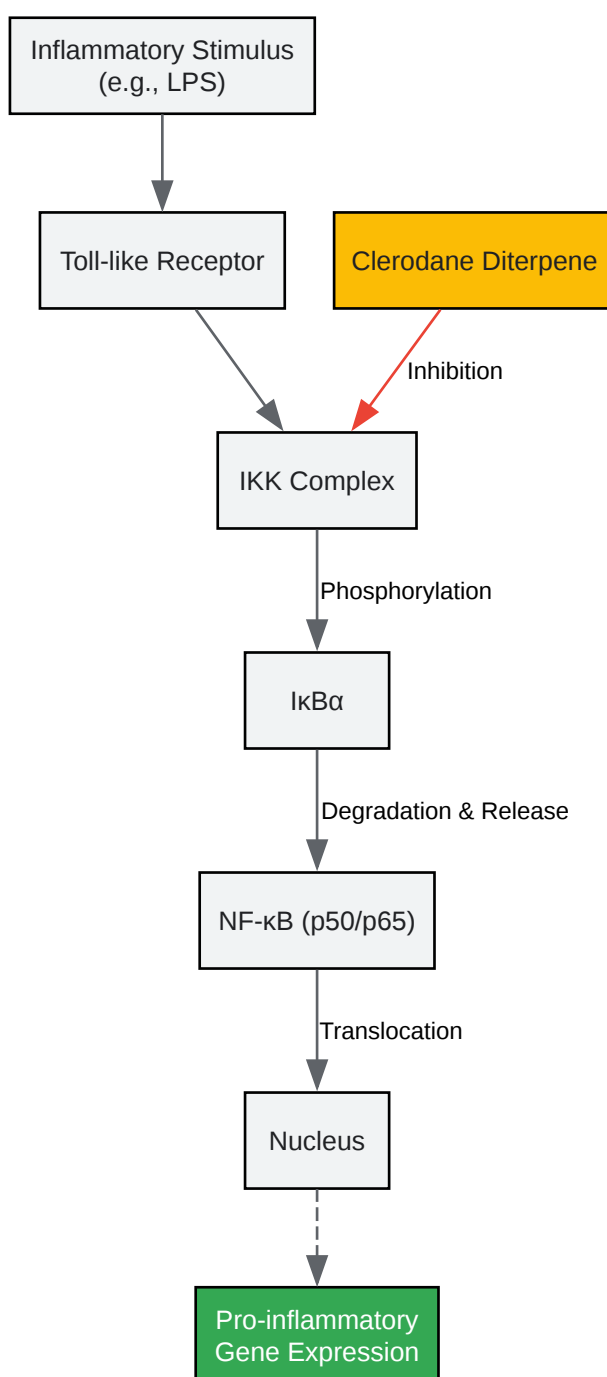 Inflammatory Stimulus
(e.g., LPS)
Toll-like Receptor
Clerodane Diterpene
Inhibition
IKK Complex
Phosphorylation
IκBα
Degradation & Release
NF-κB (p50/p65)
Translocation
Nucleus
Pro-inflammatory
Gene Expression